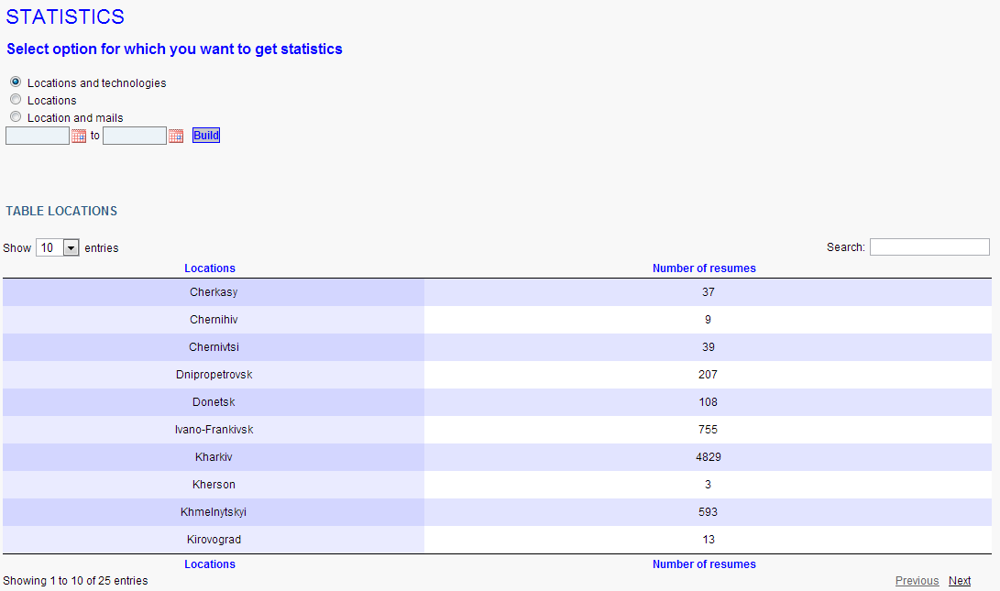 STATISTICS
Select option for which you want to get statistics
Locations and technologies
Locations
Location and mails
to Build
TABLE LOCATIONS
Show 10 entries Search:
Locations Number of resumes
Cherkasy 37
Chernihiv 9
Chernivtsi 39
Dnipropetrovsk 207
Donetsk 108
Ivano-Frankivsk 755
Kharkiv 4829
Kherson 3
Khmelnytskyi 593
Kirovograd 13
Locations Number of resumes
Showing 1 to 10 of 25 entries Previous Next